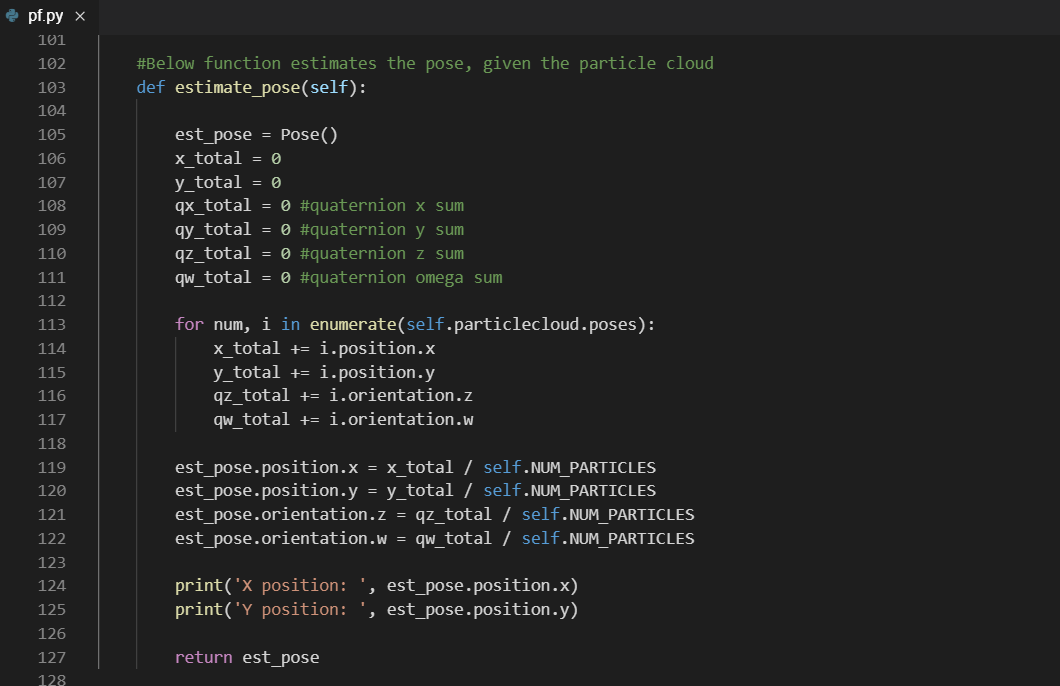 pf.py ×
101
102 #Below function estimates the pose, given the particle cloud
103 def estimate_pose(self):
104
105 est_pose = Pose()
106 x_total = 0
107 y_total = 0
108 qx_total = 0 #quaternion x sum
109 qy_total = 0 #quaternion y sum
110 qz_total = 0 #quaternion z sum
111 qw_total = 0 #quaternion omega sum
112
113 for num, i in enumerate(self.particlecloud.poses):
114 x_total += i.position.x
115 y_total += i.position.y
116 qz_total += i.orientation.z
117 qw_total += i.orientation.w
118
119 est_pose.position.x = x_total / self.NUM_PARTICLES
120 est_pose.position.y = y_total / self.NUM_PARTICLES
121 est_pose.orientation.z = qz_total / self.NUM_PARTICLES
122 est_pose.orientation.w = qw_total / self.NUM_PARTICLES
123
124 print('X position: ', est_pose.position.x)
125 print('Y position: ', est_pose.position.y)
126
127 return est_pose
128